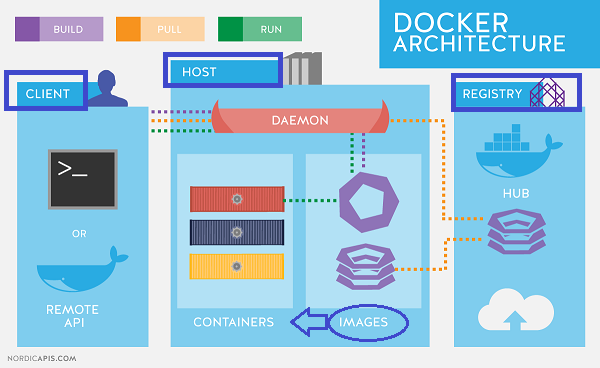 BUILD
PULL
RUN
DOCKER
ARCHITECTURE
CLIENT
HOST
REGISTRY
DAEMON
>_
OR
REMOTE
API
CONTAINERS
IMAGES
HUB
NORDICAPIS.COM